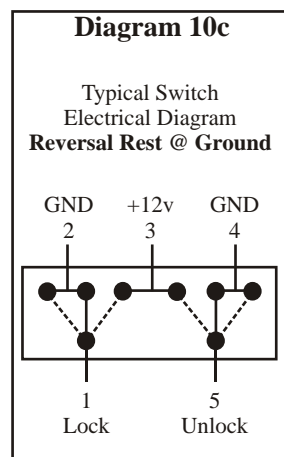 Diagram 10c
Typical Switch
Electrical Diagram
Reversal Rest @ Ground
GND +12v GND
2 3 4
1 5
Lock Unlock